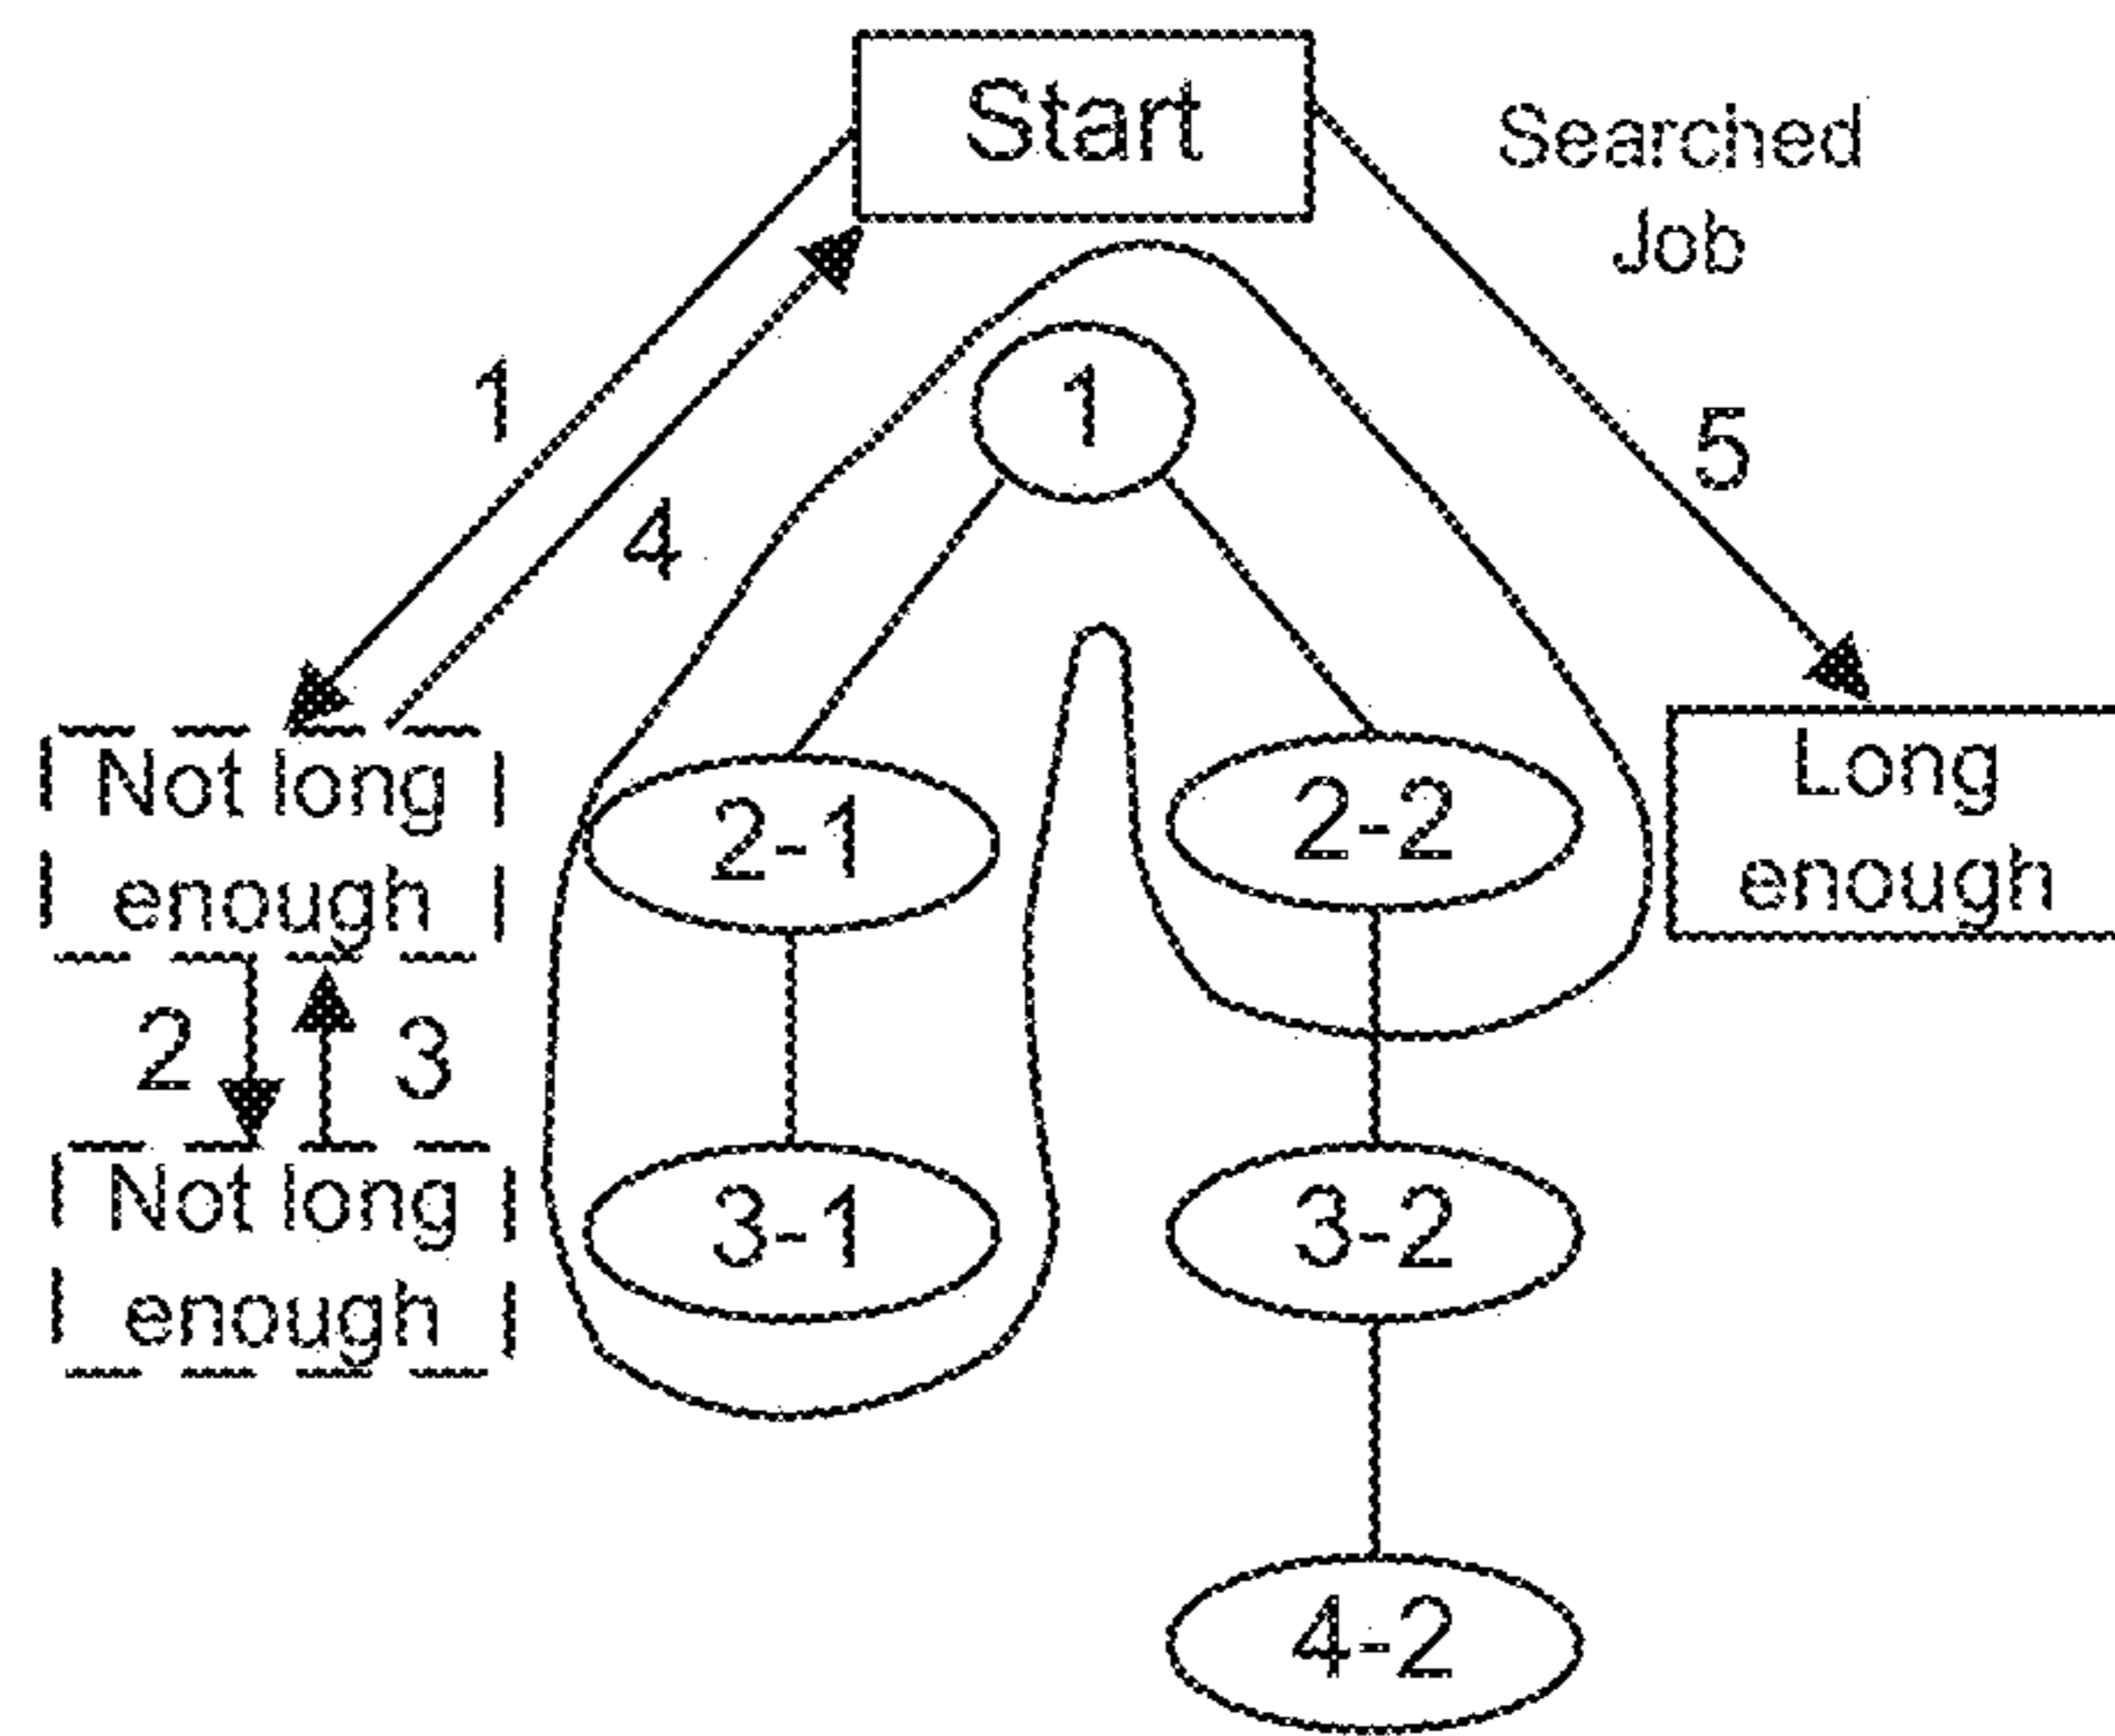 Start
Searched
Job
1
1
5
4
Not long
enough
2-1
2-2
Long
enough
2
3
Not long
enough
3-1
3-2
4-2